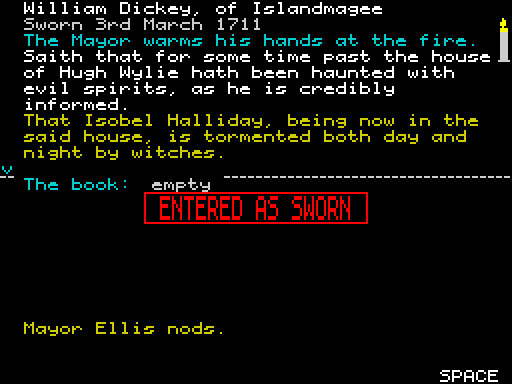 William Dickey, of Islandmagee
Sworn 3rd March 1711
The Mayor warms his hands at the fire.
Saith that for some time past the house
of Hugh Wylie hath been haunted with
evil spirits, as he is credibly
informed.
That Isobel Halliday, being now in the
said house, is tormented both day and
night by witches.
v
The book: empty
ENTERED AS SWORN
Mayor Ellis nods.
SPACE